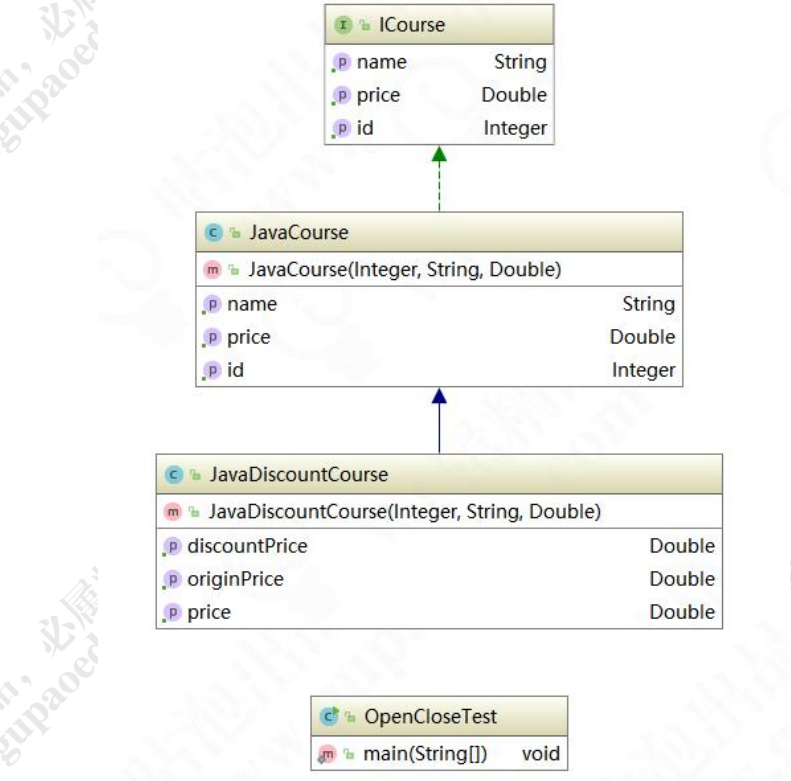 ICourse
name String
price Double
id Integer
JavaCourse
JavaCourse(Integer, String, Double)
name String
price Double
id Integer
JavaDiscountCourse
JavaDiscountCourse(Integer, String, Double)
discountPrice Double
originPrice Double
price Double
OpenCloseTest
main(String[]) void